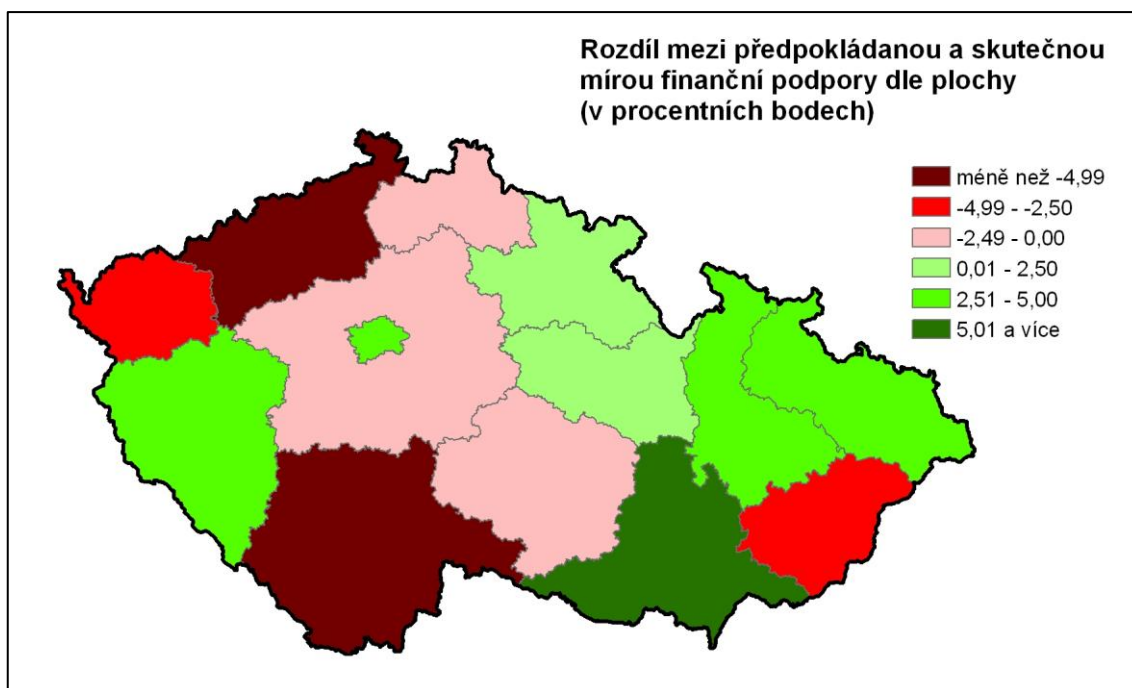 Rozdíl mezi předpokládanou a skutečnou
mírou finanční podpory dle plochy
(v procentních bodech)
méně než -4,99
-4,99 - -2,50
-2,49 - 0,00
0,01 - 2,50
2,51 - 5,00
5,01 a více